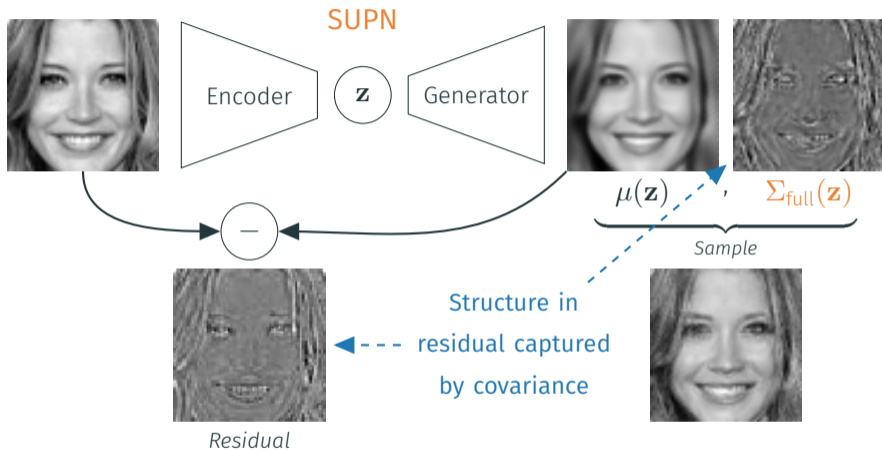 SUPN
Encoder
z
Generator
μ(z) , Σfull(z)
Sample
−
Structure in
residual captured
by covariance
Residual